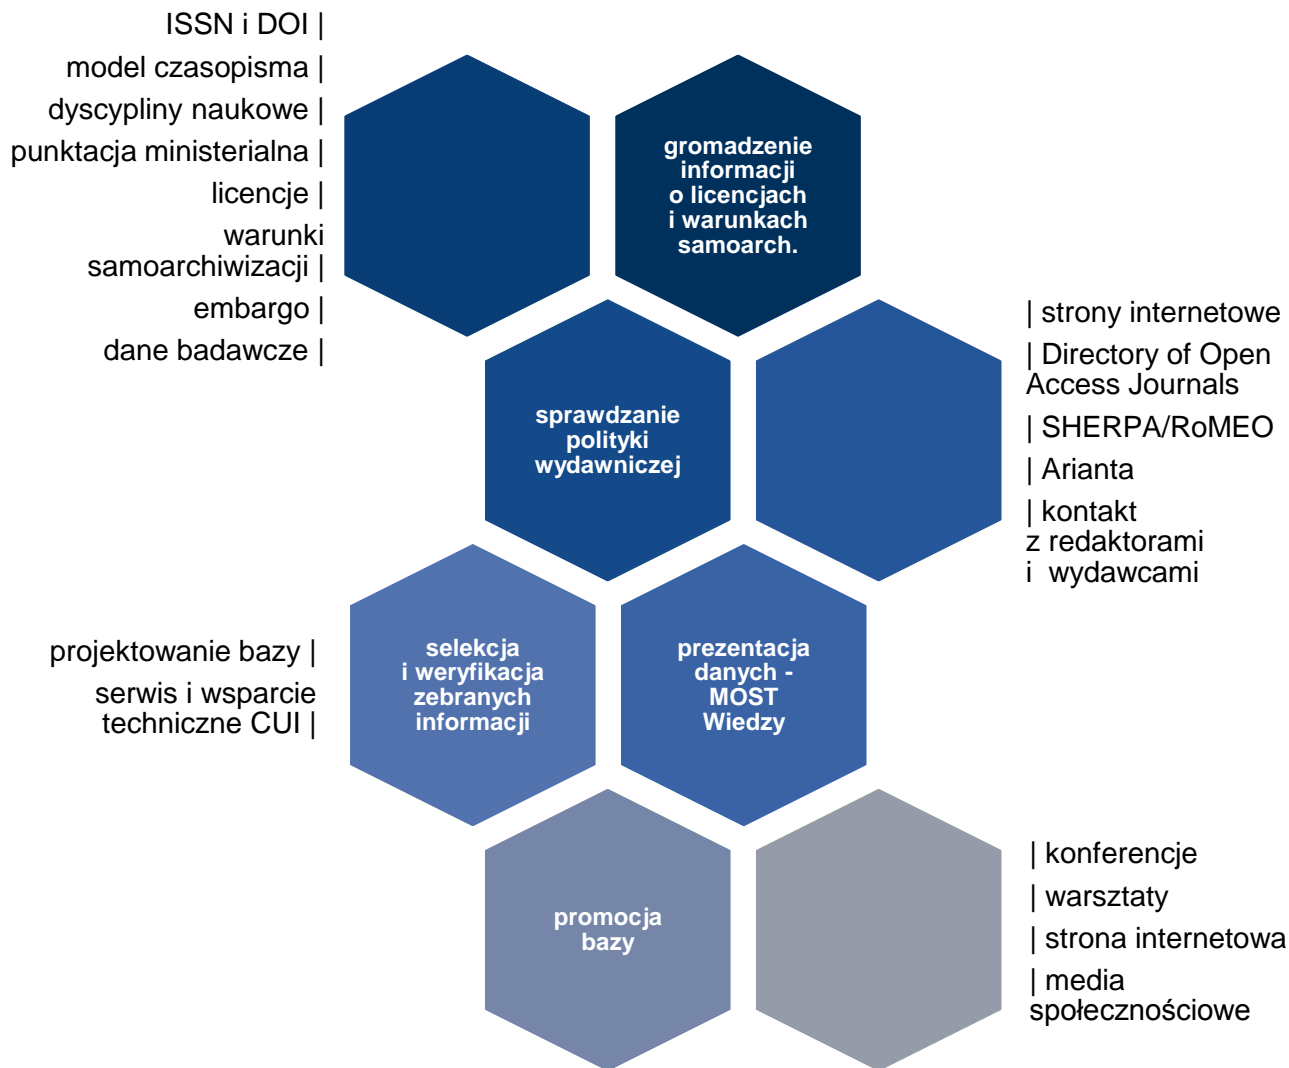 ISSN i DOI |
model czasopisma |
dyscypliny naukowe |
punktacja ministerialna |
licencje |
warunki
samoarchiwizacji |
embargo |
dane badawcze |
gromadzenie
informacji
o licencjach
i warunkach
samoarch.
sprawdzanie
polityki
wydawniczej
| strony internetowe
| Directory of Open
Access Journals
| SHERPA/RoMEO
| Arianta
| kontakt
z redaktorami
i wydawcami
projektowanie bazy |
serwis i wsparcie
techniczne CUI |
selekcja
i weryfikacja
zebranych
informacji
prezentacja
danych -
MOST
Wiedzy
promocja
bazy
| konferencje
| warsztaty
| strona internetowa
| media
społecznościowe